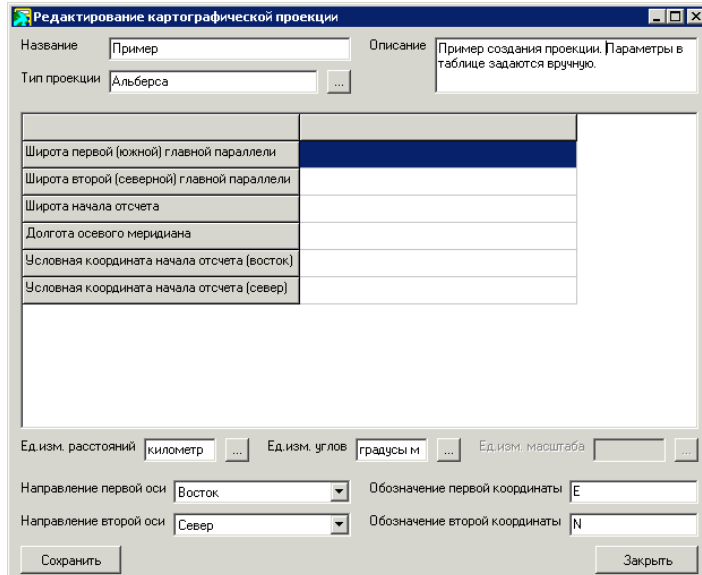 Редактирование картографической проекции
Название Пример
Описание Пример создания проекции. Параметры в
таблице задаются вручную.
Тип проекции Альберса ...
Широта первой (южной) главной параллели
Широта второй (северной) главной параллели
Широта начала отсчета
Долгота осевого меридиана
Условная координата начала отсчета (восток)
Условная координата начала отсчета (север)
Ед.изм. расстояний километр ... Ед.изм. углов градусы м ... Ед.изм. масштаба ...
Направление первой оси Восток Обозначение первой координаты E
Направление второй оси Север Обозначение второй координаты N
Сохранить Закрыть